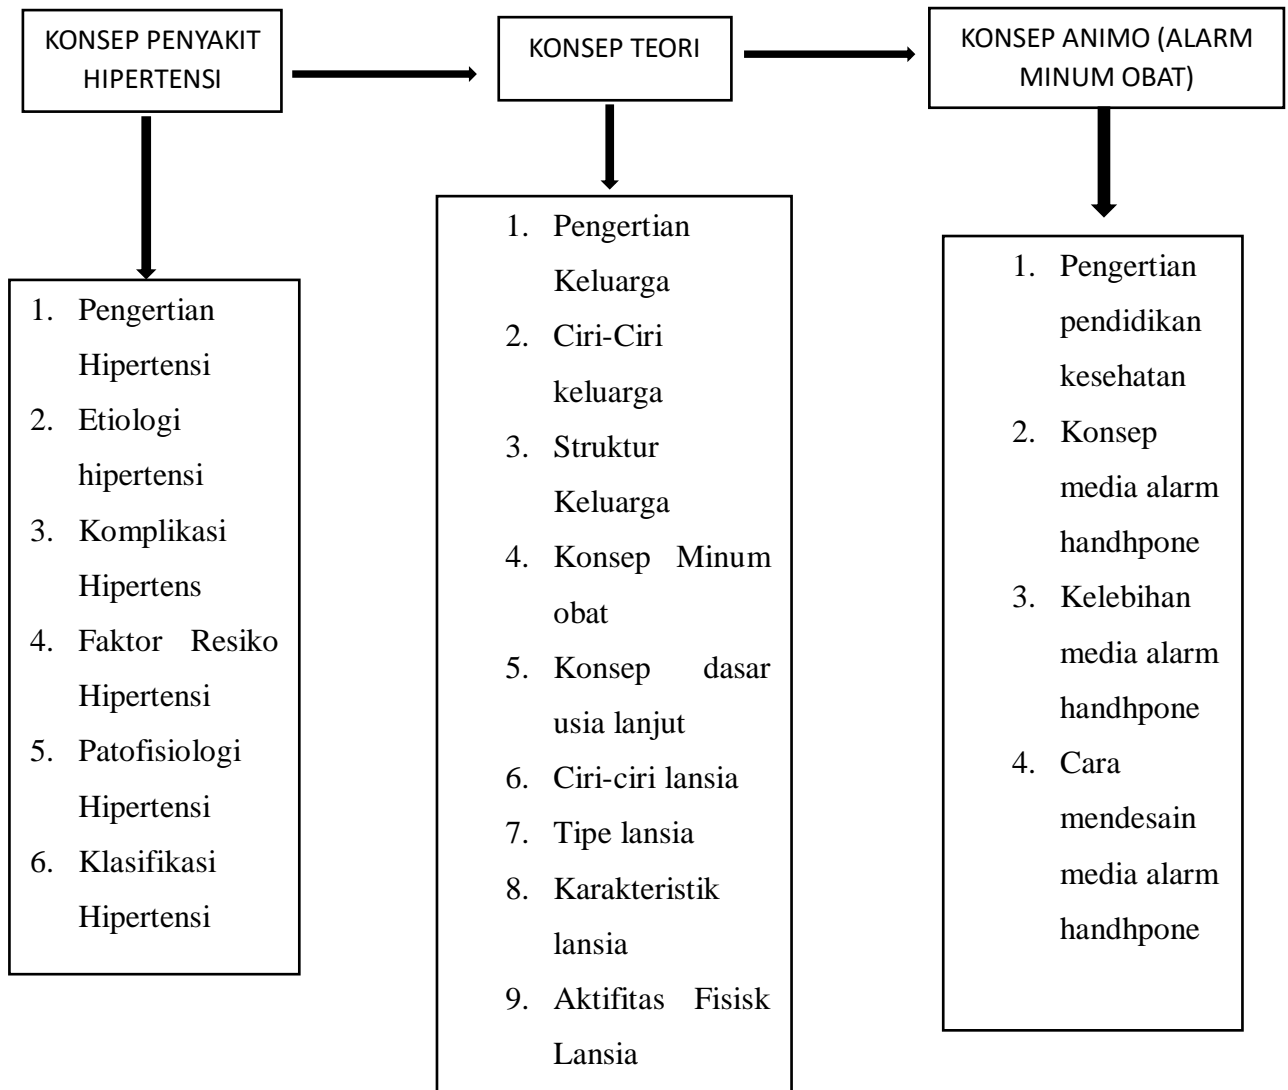 KONSEP PENYAKIT
HIPERTENSI
KONSEP TEORI
KONSEP ANIMO (ALARM
MINUM OBAT)
1. Pengertian
Hipertensi
2. Etiologi
hipertensi
3. Komplikasi
Hipertens
4. Faktor Resiko
Hipertensi
5. Patofisiologi
Hipertensi
6. Klasifikasi
Hipertensi
1. Pengertian
Keluarga
2. Ciri-Ciri
keluarga
3. Struktur
Keluarga
4. Konsep Minum
obat
5. Konsep dasar
usia lanjut
6. Ciri-ciri lansia
7. Tipe lansia
8. Karakteristik
lansia
9. Aktifitas Fisisk
Lansia
1. Pengertian
pendidikan
kesehatan
2. Konsep
media alarm
handhpone
3. Kelebihan
media alarm
handhpone
4. Cara
mendesain
media alarm
handhpone